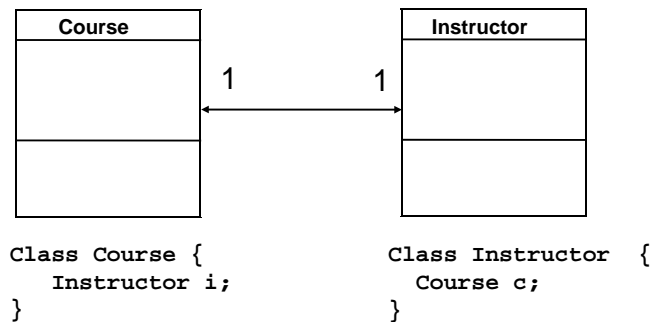 Course
Instructor
1
1
Class Course {
Instructor i;
}
Class Instructor {
Course c;
}